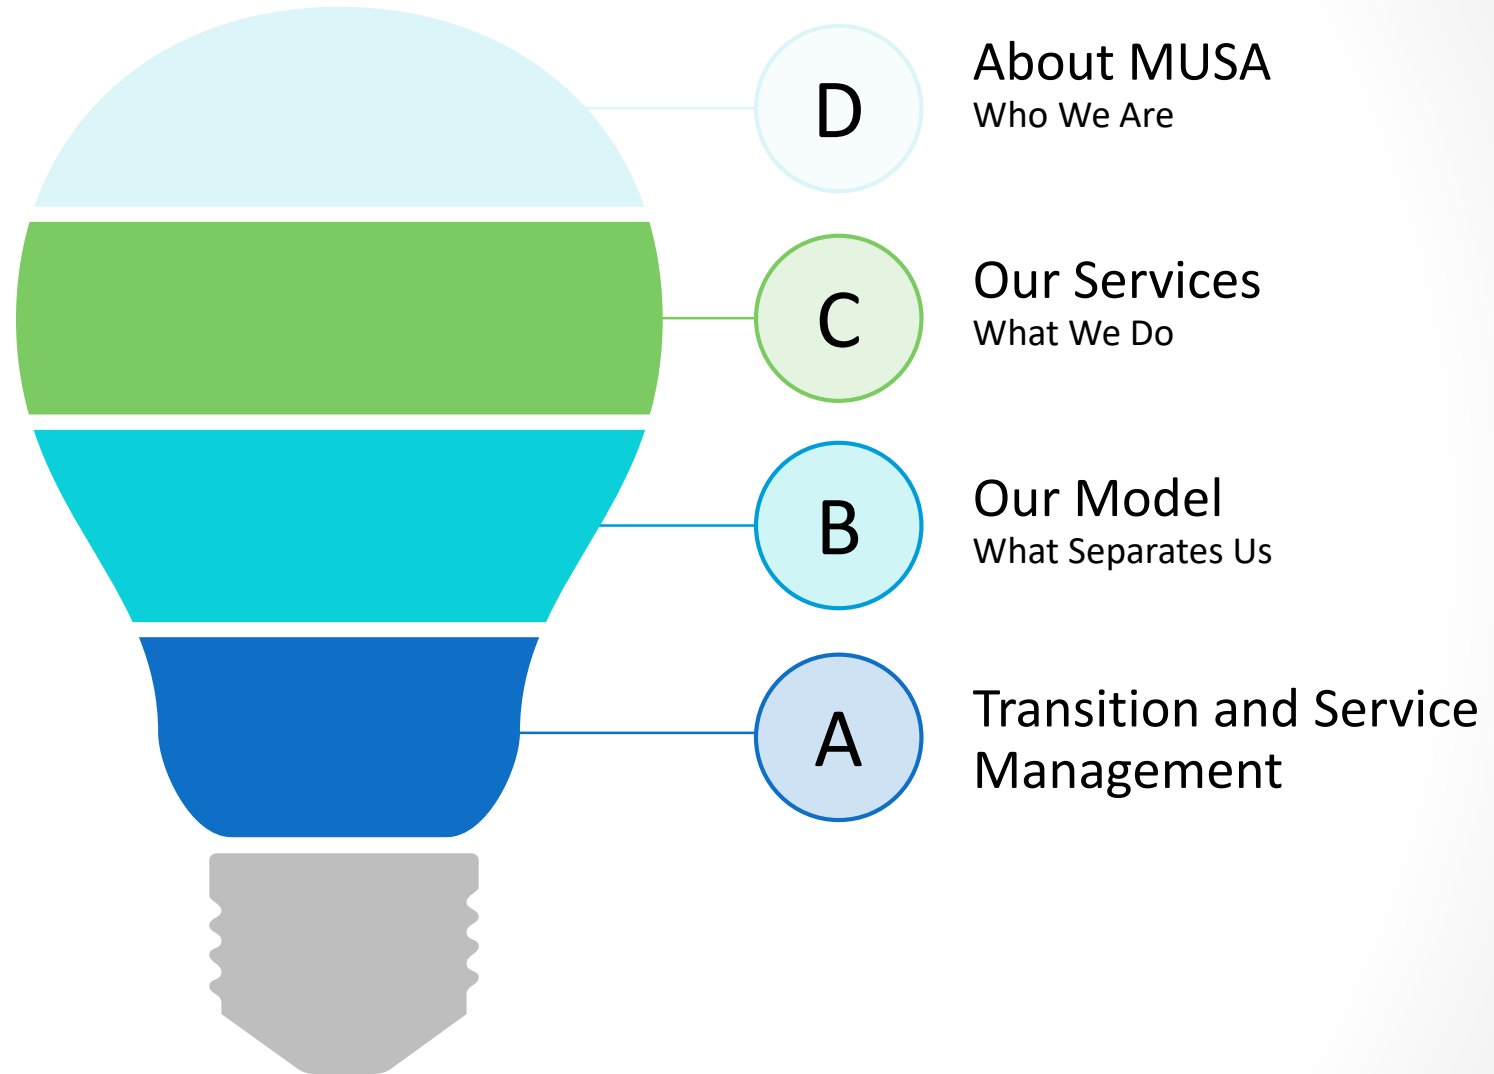 D
About MUSA
Who We Are
C
Our Services
What We Do
B
Our Model
What Separates Us
A
Transition and Service
Management